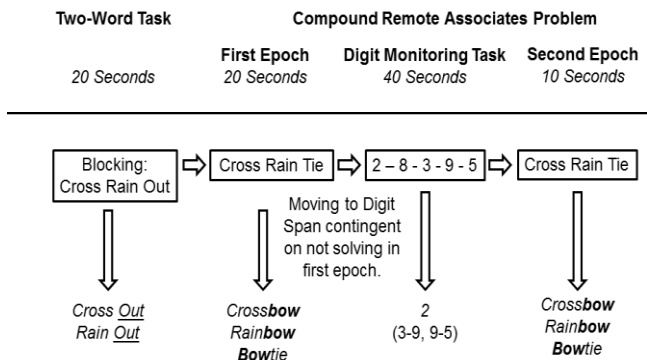 Two-Word Task
Compound Remote Associates Problem
First Epoch
Digit Monitoring Task
Second Epoch
20 Seconds
20 Seconds
40 Seconds
10 Seconds
Blocking:
Cross Rain Out
Cross Rain Tie
2 – 8 - 3 - 9 - 5
Cross Rain Tie
Moving to Digit
Span contingent
on not solving in
first epoch.
Cross Out
Rain Out
Crossbow
Rainbow
Bowtie
2
(3-9, 9-5)
Crossbow
Rainbow
Bowtie